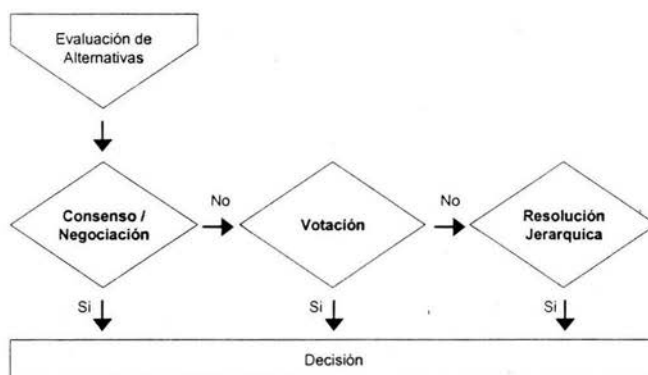 Evaluación de
Alternativas
Consenso /
Negociación
No
Votación
No
Resolución
Jerarquica
Si
Si
Si
Decisión